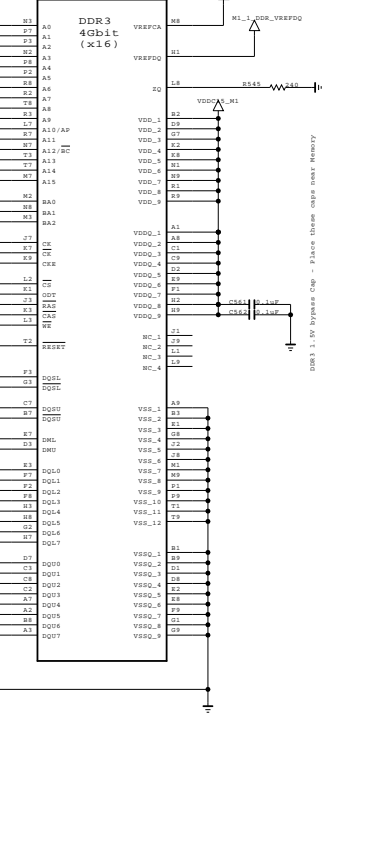 DDR3
4Gbit
(x16)
N3 A0
P7 A1
P3 A2
N2 A3
P8 A4
P2 A5
R8 A6
R2 A7
T8 A8
R3 A9
L7 A10/AP
R7 A11
N7 A12/BC
T3 A13
T7 A14
M7 A15
M2 BA0
N8 BA1
M3 BA2
J7 CK
K7 CK
K9 CKE
L2 CS
K1 ODT
J3 RAS
K3 CAS
L3 WE
T2 RESET
F3 DQSL
G3 DQSL
C7 DQSU
B7 DQSU
E7 DML
D3 DMU
E3 DQL0
F7 DQL1
F2 DQL2
F8 DQL3
H3 DQL4
H8 DQL5
G2 DQL6
H7 DQL7
D7 DQU0
C3 DQU1
C8 DQU2
C2 DQU3
A7 DQU4
A2 DQU5
B8 DQU6
A3 DQU7
VREFCA M8
M1_1_DDR_VREFDQ
VREFDQ H1
ZQ L8
R545 240
VDDC15_M1
VDD_1 B2
VDD_2 D9
VDD_3 G7
VDD_4 K2
VDD_5 K8
VDD_6 N1
VDD_7 N9
VDD_8 R1
VDD_9 R9
VDDQ_1 A1
VDDQ_2 A8
VDDQ_3 C1
VDDQ_4 C9
VDDQ_5 D2
VDDQ_6 E9
VDDQ_7 F1
VDDQ_8 H2
VDDQ_9 H9
C561 0.1uF
C562 0.1uF
NC_1 J1
NC_2 J9
NC_3 L1
NC_4 L9
VSS_1 A9
VSS_2 B3
VSS_3 E1
VSS_4 G8
VSS_5 J2
VSS_6 J8
VSS_7 M1
VSS_8 M9
VSS_9 P1
VSS_10 P9
VSS_11 T1
VSS_12 T9
VSSQ_1 B1
VSSQ_2 B9
VSSQ_3 D1
VSSQ_4 D8
VSSQ_5 E2
VSSQ_6 E8
VSSQ_7 F9
VSSQ_8 G1
VSSQ_9 G9
DDR3 1.5V bypass Cap - Place these caps near Memory